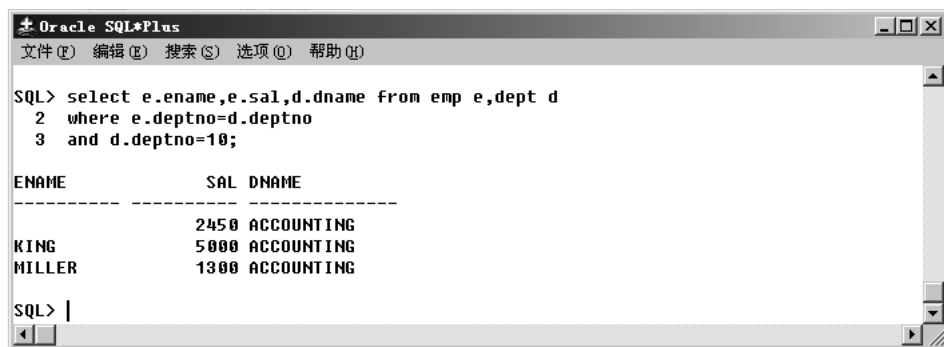 Oracle SQL*Plus
文件(F) 编辑(E) 搜索(S) 选项(O) 帮助(H)
SQL> select e.ename,e.sal,d.dname from emp e,dept d
  2  where e.deptno=d.deptno
  3  and d.deptno=10;
ENAME             SAL DNAME
---------- ---------- --------------
                 2450 ACCOUNTING
KING             5000 ACCOUNTING
MILLER           1300 ACCOUNTING
SQL>